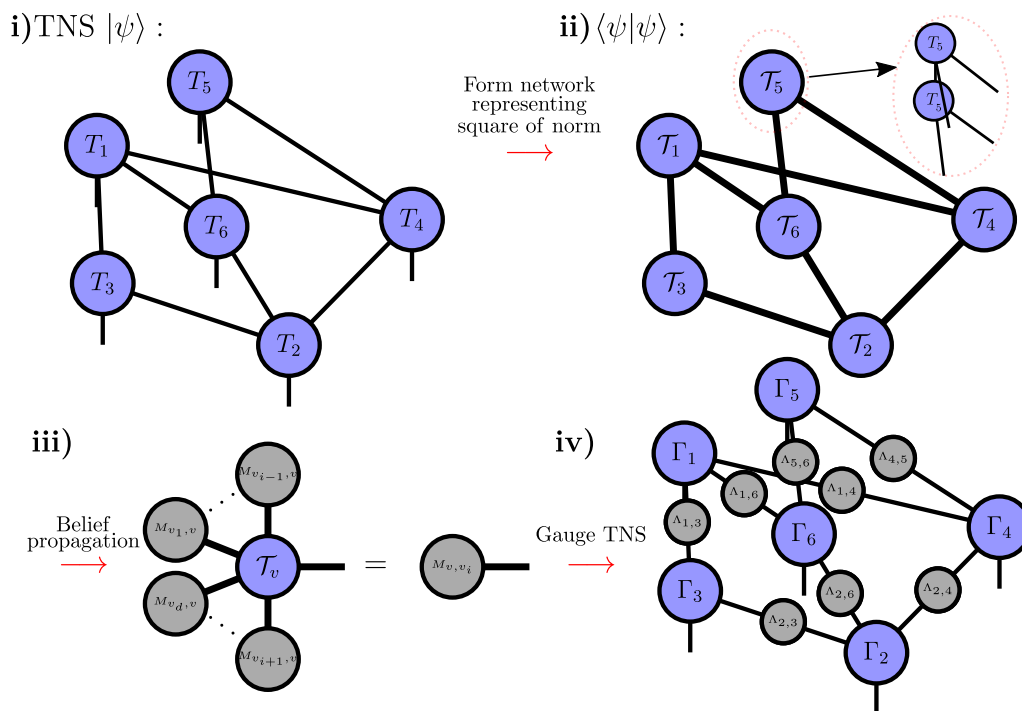 i) TNS |ψ⟩ :
T₅
T₁
T₆
T₄
T₃
T₂
Form network
representing
square of norm
→
ii) ⟨ψ|ψ⟩ :
𝒯₅
T₅
T₅
𝒯₁
𝒯₆
𝒯₄
𝒯₃
𝒯₂
iii)
Belief
propagation
→
M_{v_{i−1},v}
M_{v_1,v}
𝒯_v
M_{v_d,v}
M_{v_{i+1},v}
=
M_{v,v_i}
Gauge TNS
→
iv)
Γ₅
Γ₁
Λ₅,₆
Λ₄,₅
Λ₁,₆
Λ₁,₄
Λ₁,₃
Γ₆
Γ₄
Γ₃
Λ₂,₆
Λ₂,₄
Λ₂,₃
Γ₂